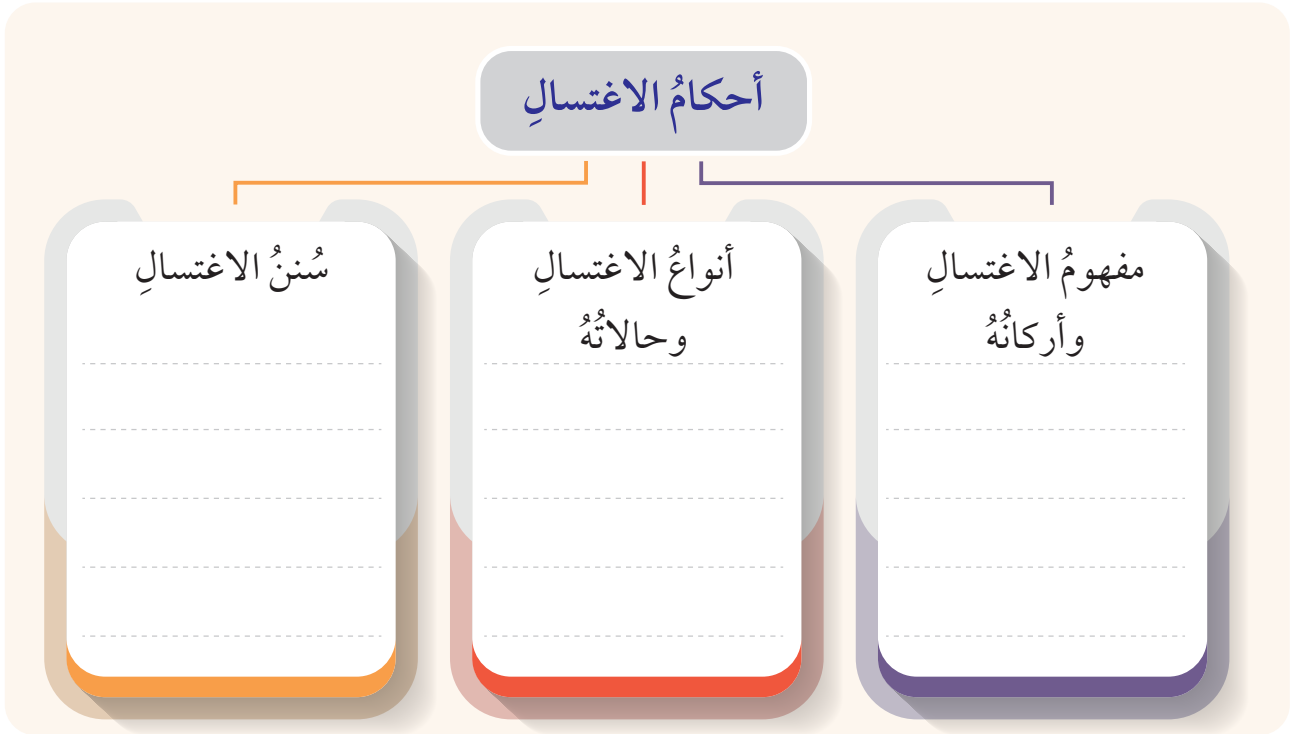 أحكامُ الاغتسالِ
مفهومُ الاغتسالِ
وأركانُهُ
أنواعُ الاغتسالِ
وحالاتُهُ
سُننُ الاغتسالِ